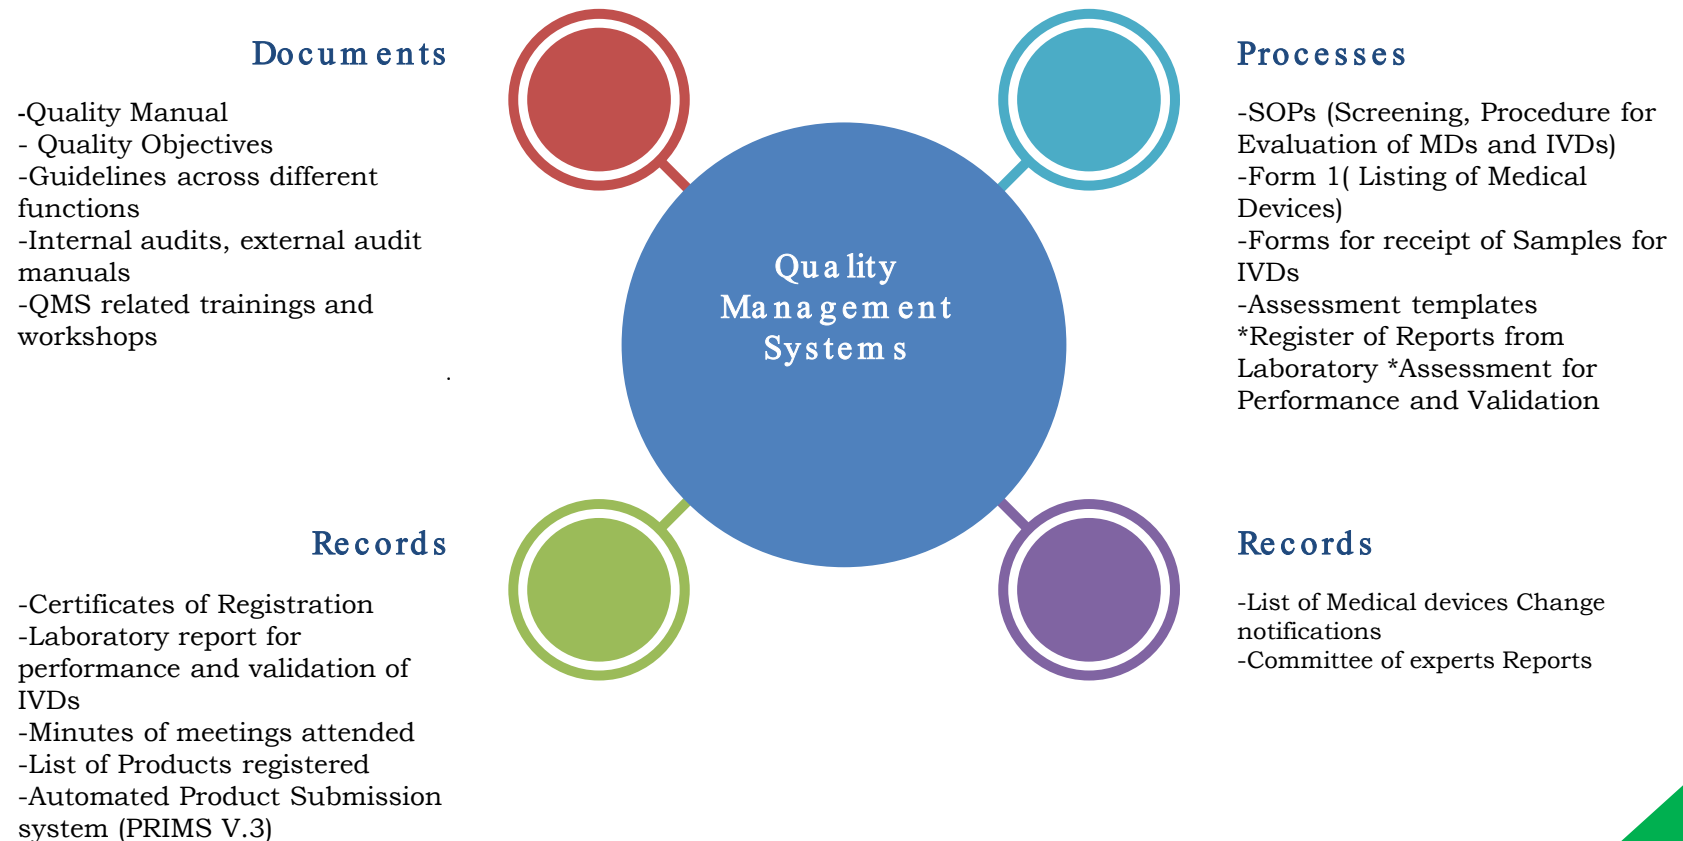 Documents
-Quality Manual
- Quality Objectives
-Guidelines across different
functions
-Internal audits, external audit
manuals
-QMS related trainings and
workshops
.
Quality
Management
Systems
Processes
-SOPs (Screening, Procedure for
Evaluation of MDs and IVDs)
-Form 1( Listing of Medical
Devices)
-Forms for receipt of Samples for
IVDs
-Assessment templates
*Register of Reports from
Laboratory *Assessment for
Performance and Validation
Records
-Certificates of Registration
-Laboratory report for
performance and validation of
IVDs
-Minutes of meetings attended
-List of Products registered
-Automated Product Submission
system (PRIMS V.3)
Records
-List of Medical devices Change
notifications
-Committee of experts Reports